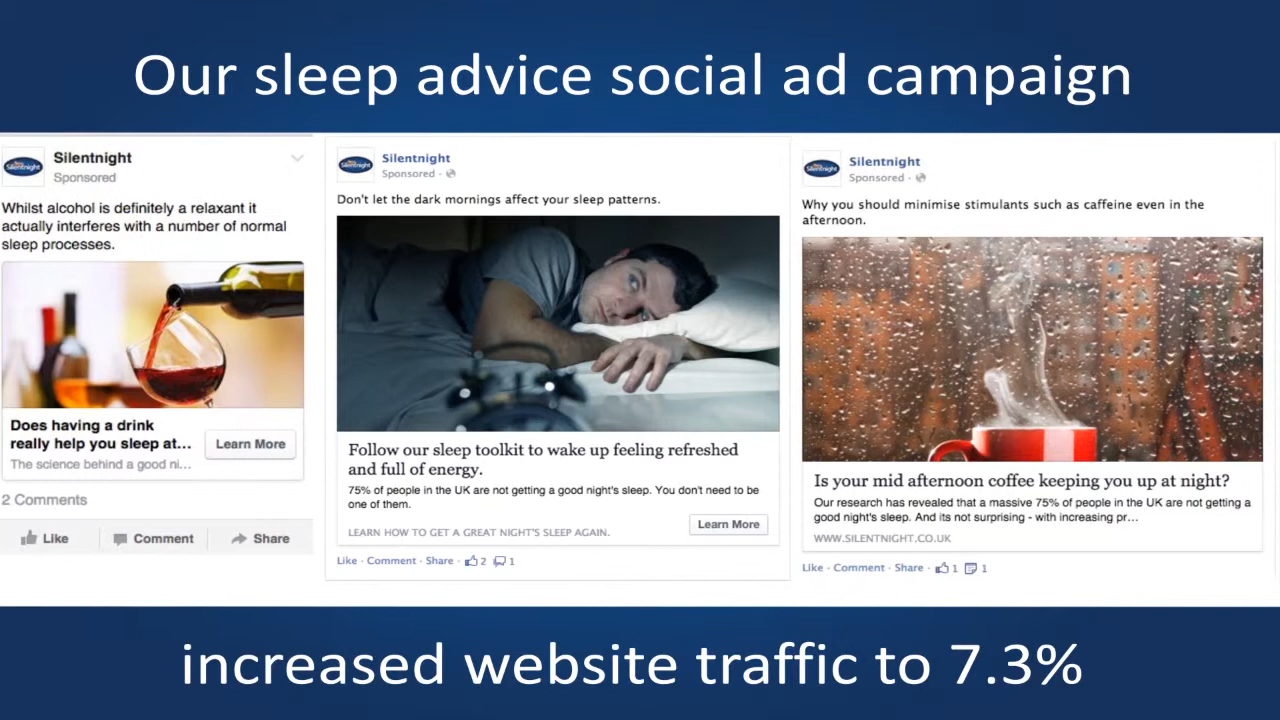 Our sleep advice social ad campaign
Silentnight
Silentnight
Sponsored
Whilst alcohol is definitely a relaxant it
actually interferes with a number of normal
sleep processes.
Does having a drink
really help you sleep at...
The science behind a good ni...
Learn More
2 Comments
Like
Comment
Share
Silentnight
Silentnight
Sponsored ·
Don't let the dark mornings affect your sleep patterns.
Follow our sleep toolkit to wake up feeling refreshed
and full of energy.
75% of people in the UK are not getting a good night's sleep. You don't need to be
one of them.
LEARN HOW TO GET A GREAT NIGHT'S SLEEP AGAIN.
Learn More
Like · Comment · Share · 2 1
Silentnight
Silentnight
Sponsored ·
Why you should minimise stimulants such as caffeine even in the
afternoon.
Is your mid afternoon coffee keeping you up at night?
Our research has revealed that a massive 75% of people in the UK are not getting a
good night's sleep. And its not surprising - with increasing pr...
WWW.SILENTNIGHT.CO.UK
Like · Comment · Share · 1 1
increased website traffic to 7.3%